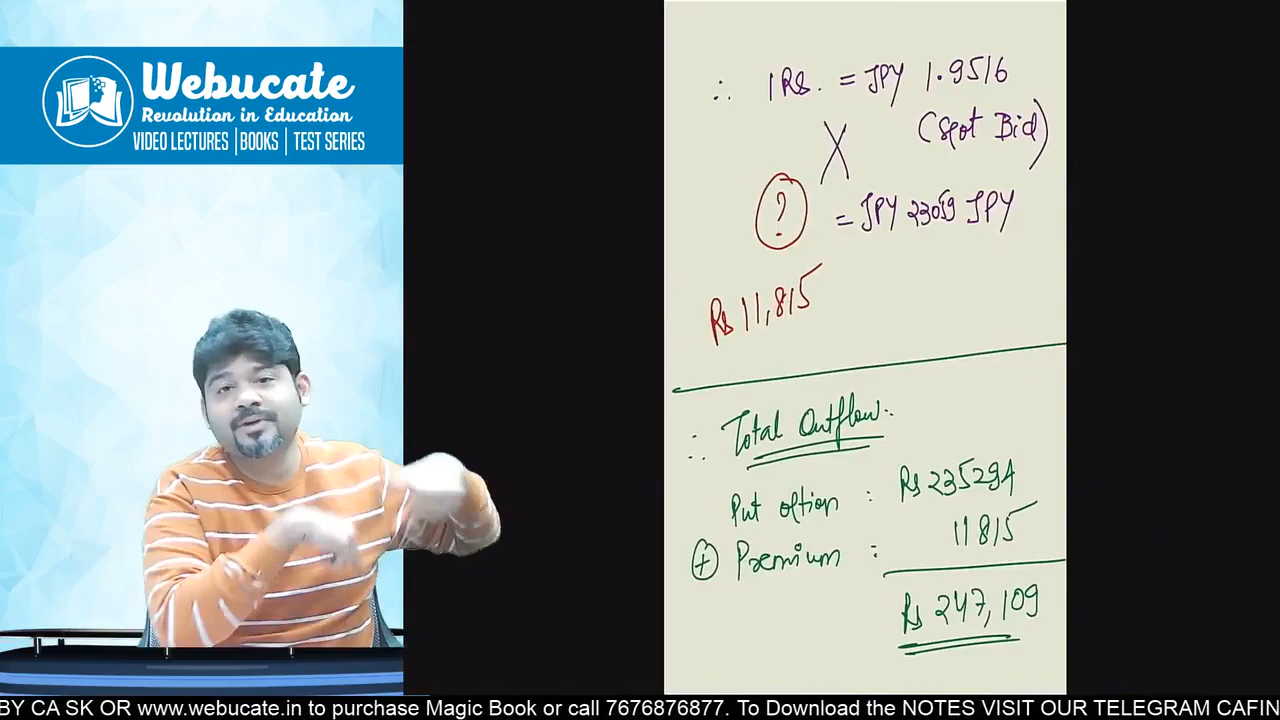 Webucate
Revolution in Education
VIDEO LECTURES | BOOKS | TEST SERIES
∴ 1 Rs. = JPY 1.9516
(Spot Bid)
? = JPY 23059 JPY
Rs 11,815
∴ Total Outflow:
Put option : Rs 235294
+ Premium : 11815
Rs 247,109
BY CA SK OR www.webucate.in to purchase Magic Book or call 7676876877. To Download the NOTES VISIT OUR TELEGRAM CAFIN